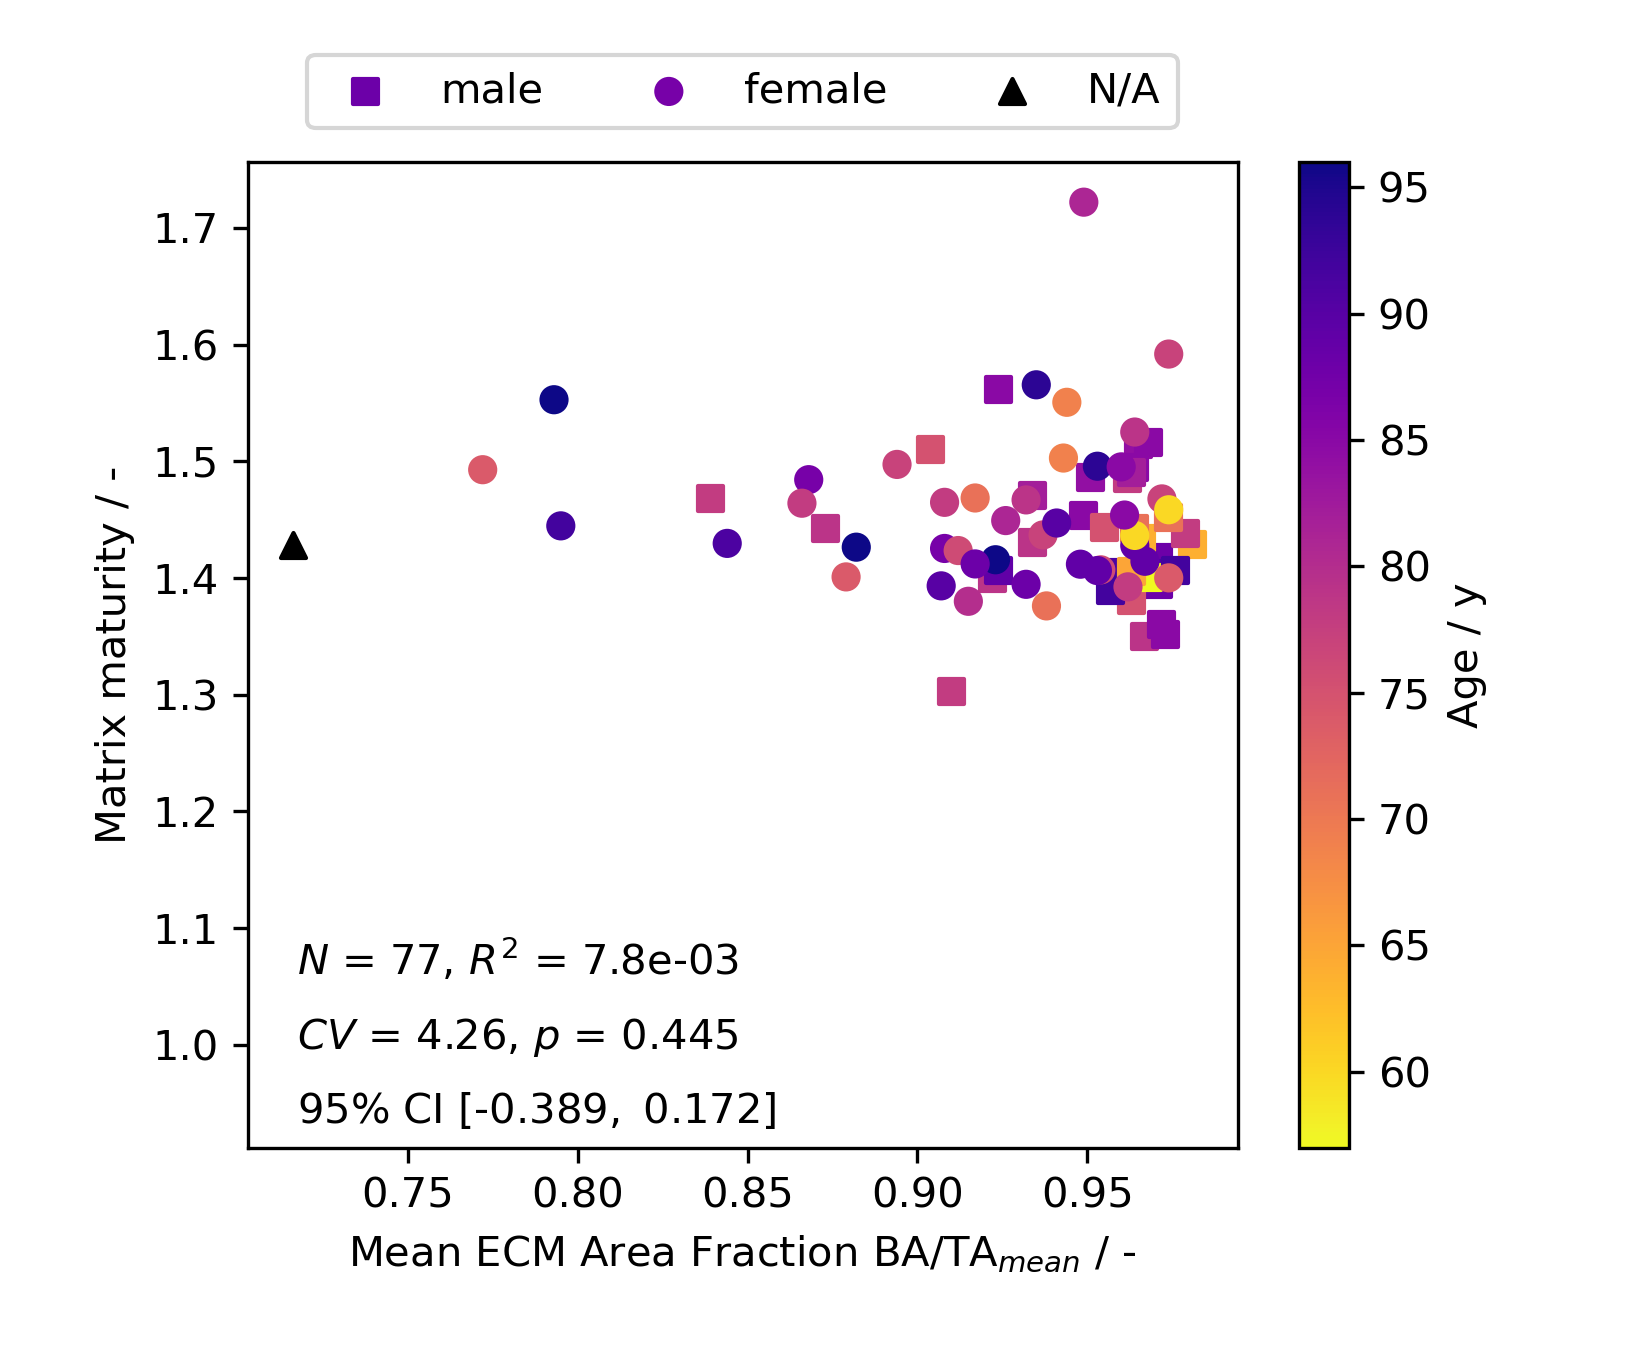 male female N/A
1.7
1.6
1.5
1.4
1.3
1.2
1.1
1.0
Matrix maturity / -
N = 77, R² = 7.8e-03
CV = 4.26, p = 0.445
95% CI [-0.389, 0.172]
0.75 0.80 0.85 0.90 0.95
Mean ECM Area Fraction BA/TAmean / -
95
90
85
80
75
70
65
60
Age / y